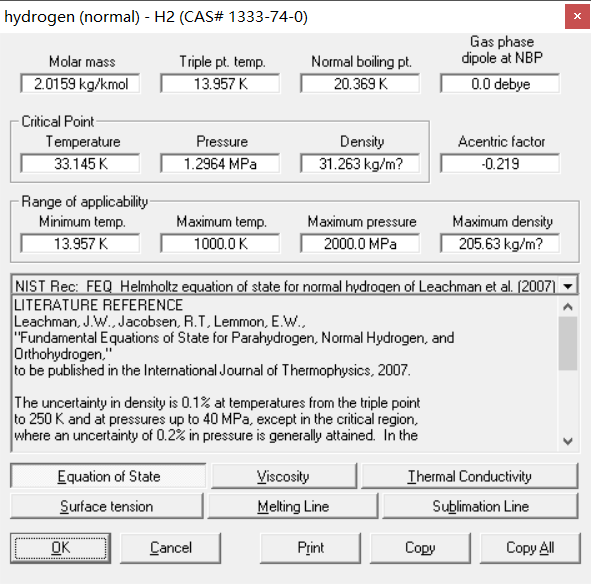 hydrogen (normal) - H2 (CAS# 1333-74-0)
Molar mass
Triple pt. temp.
Normal boiling pt.
Gas phase
dipole at NBP
2.0159 kg/kmol
13.957 K
20.369 K
0.0 debye
Critical Point
Temperature
Pressure
Density
Acentric factor
33.145 K
1.2964 MPa
31.263 kg/m?
-0.219
Range of applicability
Minimum temp.
Maximum temp.
Maximum pressure
Maximum density
13.957 K
1000.0 K
2000.0 MPa
205.63 kg/m?
NIST Rec: FEQ Helmholtz equation of state for normal hydrogen of Leachman et al. (2007)
LITERATURE REFERENCE
Leachman, J.W., Jacobsen, R.T, Lemmon, E.W.,
"Fundamental Equations of State for Parahydrogen, Normal Hydrogen, and
Orthohydrogen,"
to be published in the International Journal of Thermophysics, 2007.
The uncertainty in density is 0.1% at temperatures from the triple point
to 250 K and at pressures up to 40 MPa, except in the critical region,
where an uncertainty of 0.2% in pressure is generally attained. In the
Equation of State
Viscosity
Thermal Conductivity
Surface tension
Melting Line
Sublimation Line
OK
Cancel
Print
Copy
Copy All